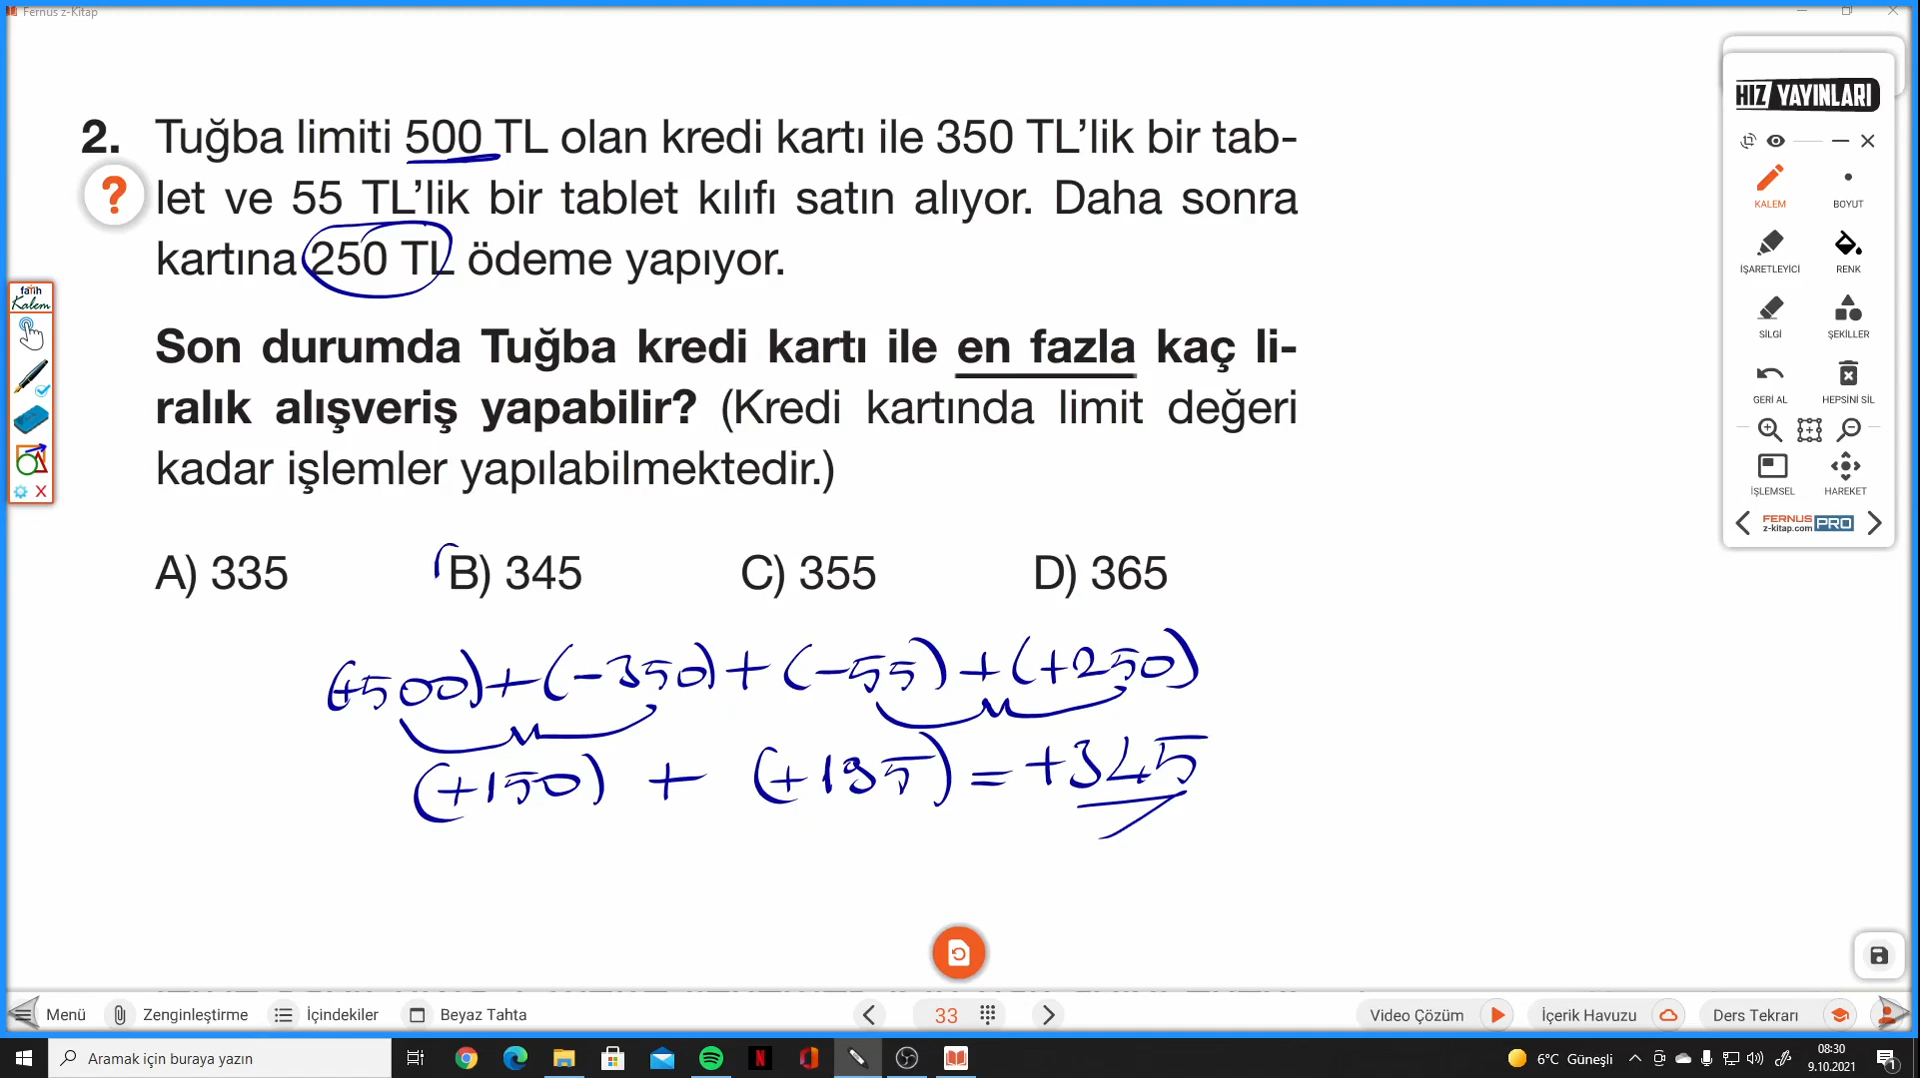 Fernus z-Kitap
HIZ YAYINLARI
2. Tuğba limiti 500 TL olan kredi kartı ile 350 TL’lik bir tab-
let ve 55 TL’lik bir tablet kılıfı satın alıyor. Daha sonra
kartına 250 TL ödeme yapıyor.
?
Son durumda Tuğba kredi kartı ile en fazla kaç li-
ralık alışveriş yapabilir? (Kredi kartında limit değeri
kadar işlemler yapılabilmektedir.)
A) 335 B) 345 C) 355 D) 365
(+500)+(-350)+(-55)+(+250)
(+150) + (+195) = +345
fatih
Kalem
KALEM BOYUT
İŞARETLEYİCİ RENK
SİLGİ ŞEKİLLER
GERİ AL HEPSİNİ SİL
İŞLEMSEL HAREKET
FERNUS PRO
z-kitap.com
Menü Zenginleştirme İçindekiler Beyaz Tahta 33 Video Çözüm İçerik Havuzu Ders Tekrarı
Aramak için buraya yazın 6°C Güneşli 08:30
9.10.2021
1